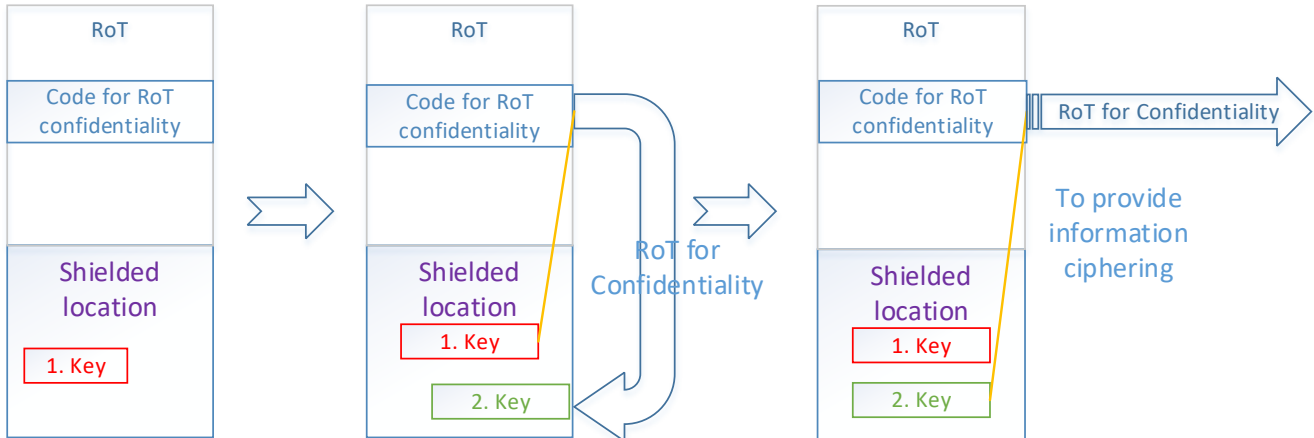 RoT
Code for RoT
confidentiality
Shielded
location
1. Key
RoT
Code for RoT
confidentiality
RoT for
Confidentiality
Shielded
location
1. Key
2. Key
RoT
Code for RoT
confidentiality
RoT for Confidentiality
To provide
information
ciphering
Shielded
location
1. Key
2. Key